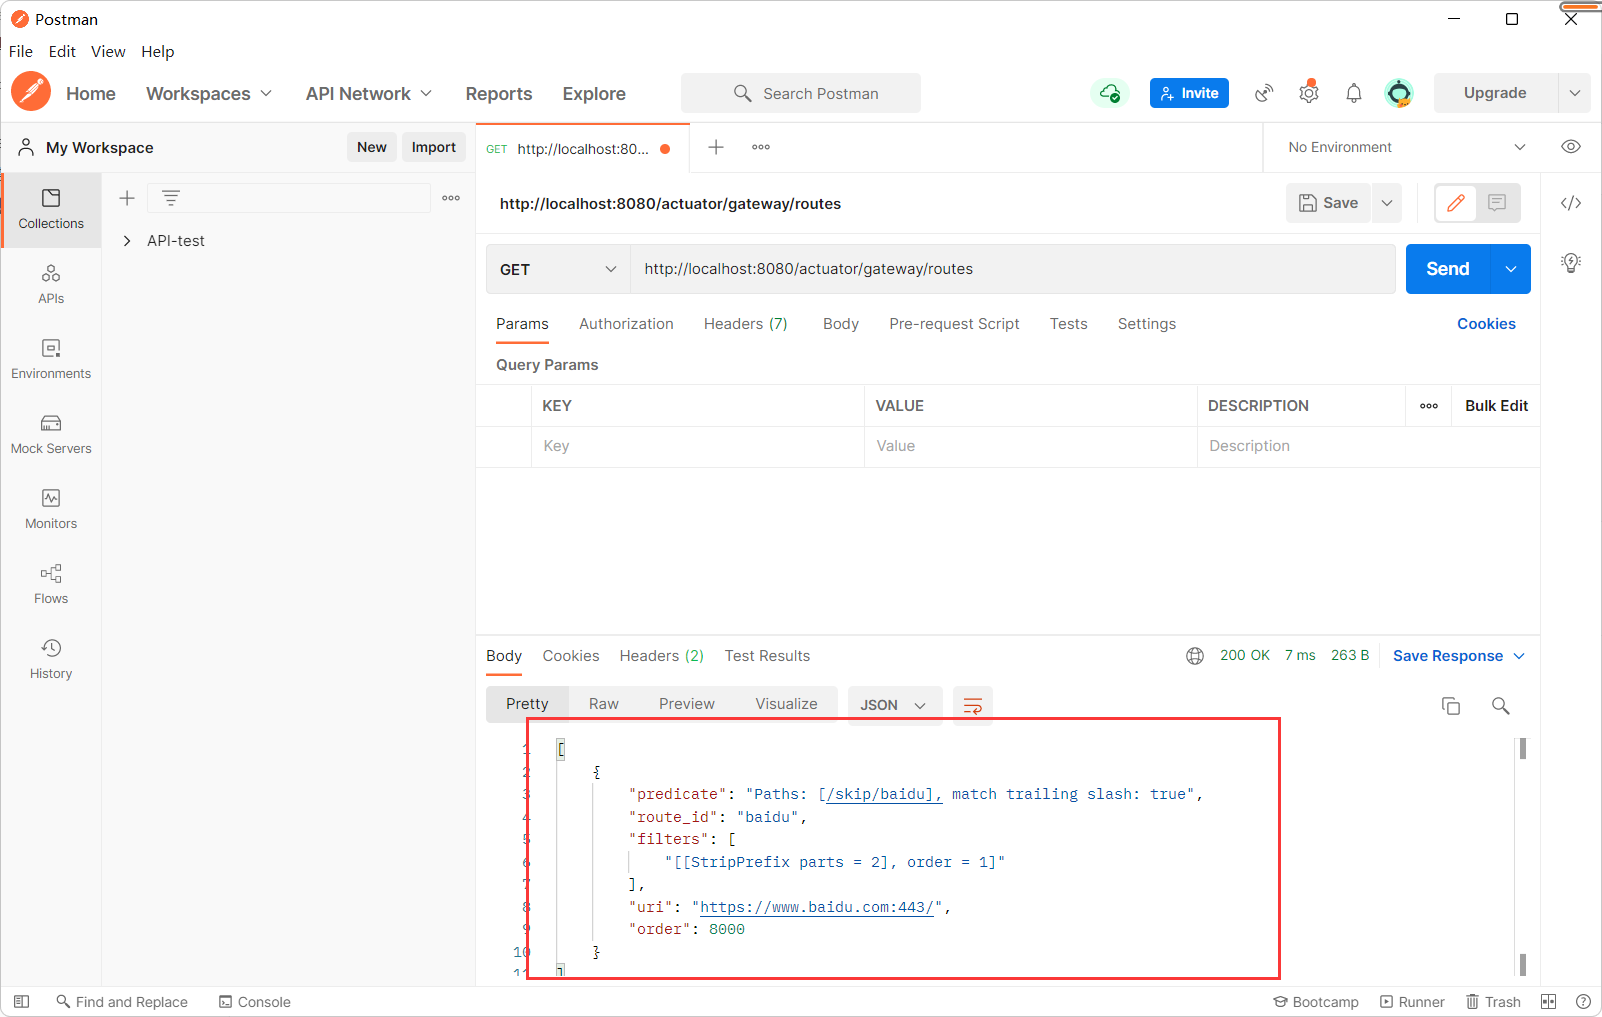 Postman
File Edit View Help
Home Workspaces API Network Reports Explore Search Postman Invite Upgrade
My Workspace New Import GET http://localhost:80... No Environment
Collections
API-test
APIs
Environments
Mock Servers
Monitors
Flows
History
http://localhost:8080/actuator/gateway/routes Save
GET http://localhost:8080/actuator/gateway/routes Send
Params Authorization Headers (7) Body Pre-request Script Tests Settings Cookies
Query Params
KEY VALUE DESCRIPTION Bulk Edit
Key Value Description
Body Cookies Headers (2) Test Results 200 OK 7 ms 263 B Save Response
Pretty Raw Preview Visualize JSON
1 [
2 {
3 "predicate": "Paths: [/skip/baidu], match trailing slash: true",
4 "route_id": "baidu",
5 "filters": [
6 "[[StripPrefix parts = 2], order = 1]"
7 ],
8 "uri": "https://www.baidu.com:443/",
9 "order": 8000
10 }
11 ]
Find and Replace Console Bootcamp Runner Trash